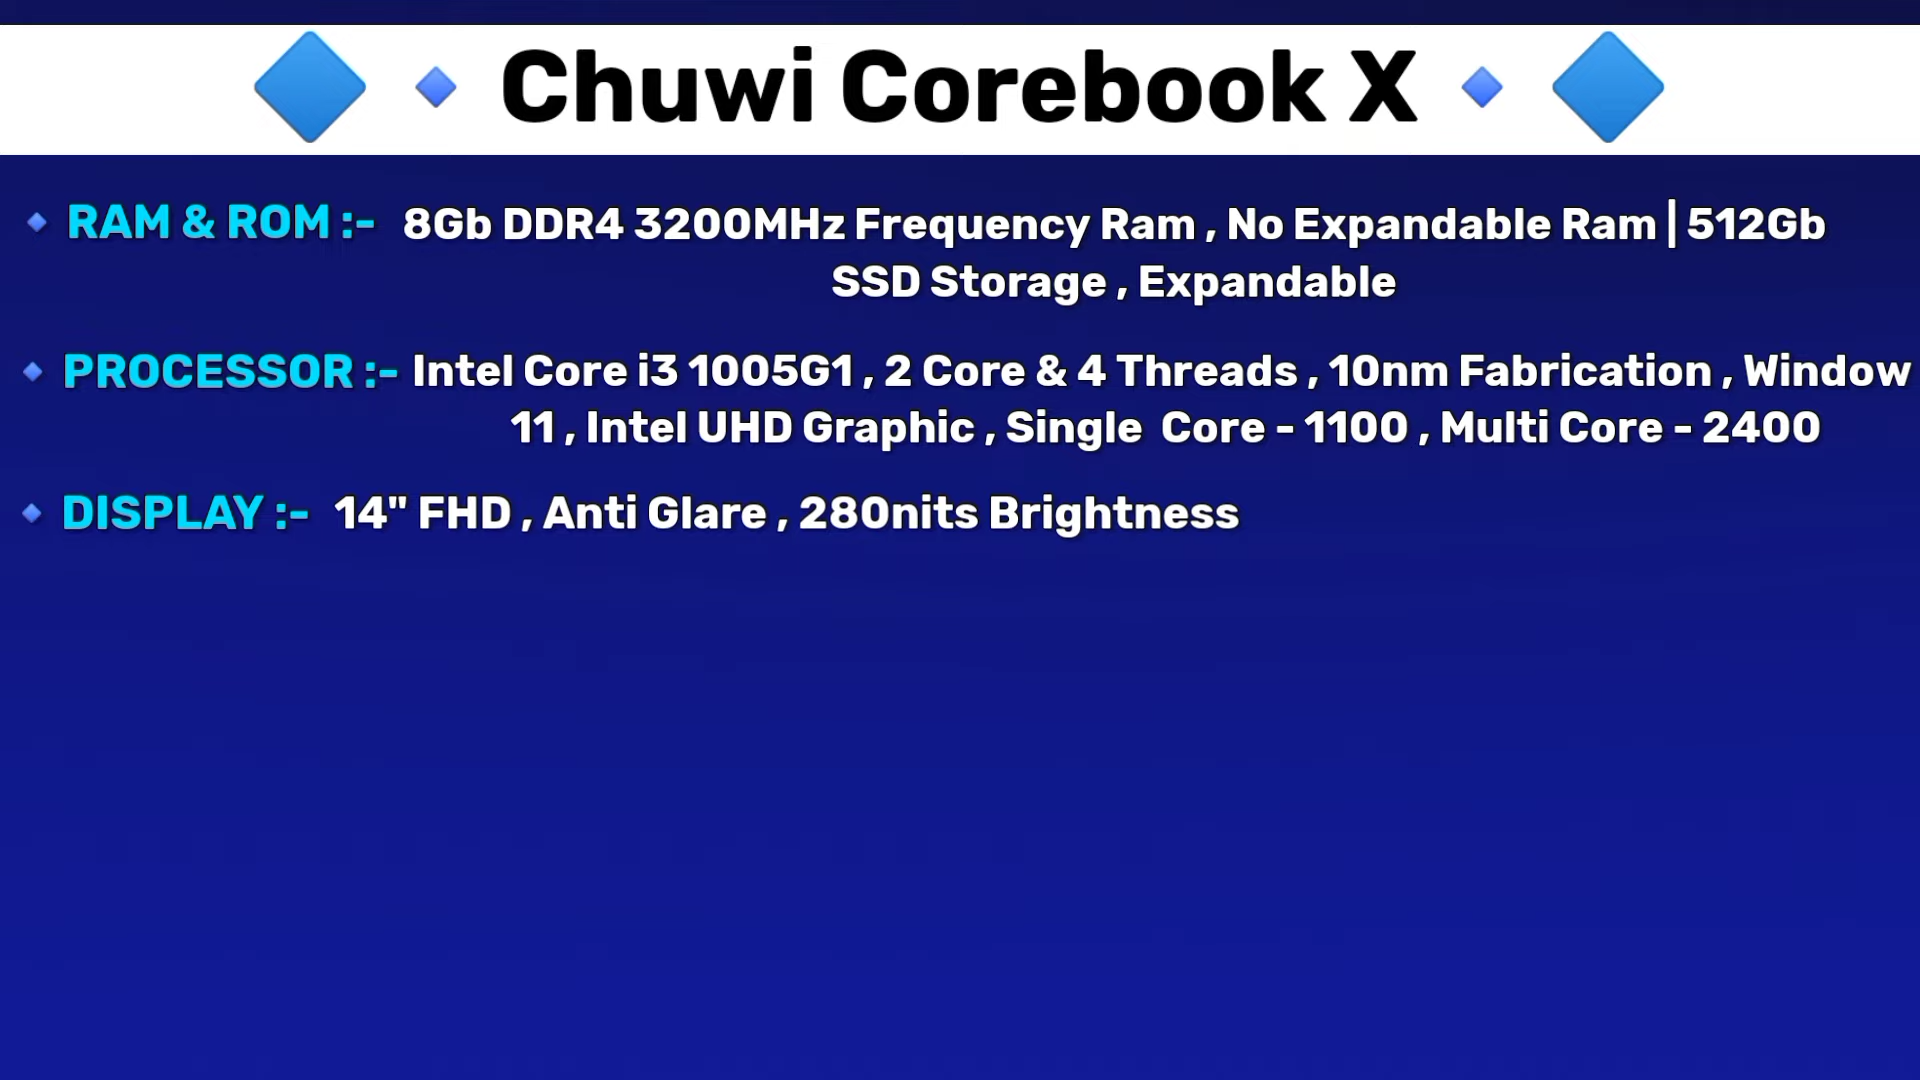 Chuwi Corebook X
RAM & ROM :- 8Gb DDR4 3200MHz Frequency Ram , No Expandable Ram | 512Gb
SSD Storage , Expandable
PROCESSOR :- Intel Core i3 1005G1 , 2 Core & 4 Threads , 10nm Fabrication , Window
11 , Intel UHD Graphic , Single Core - 1100 , Multi Core - 2400
DISPLAY :- 14" FHD , Anti Glare , 280nits Brightness